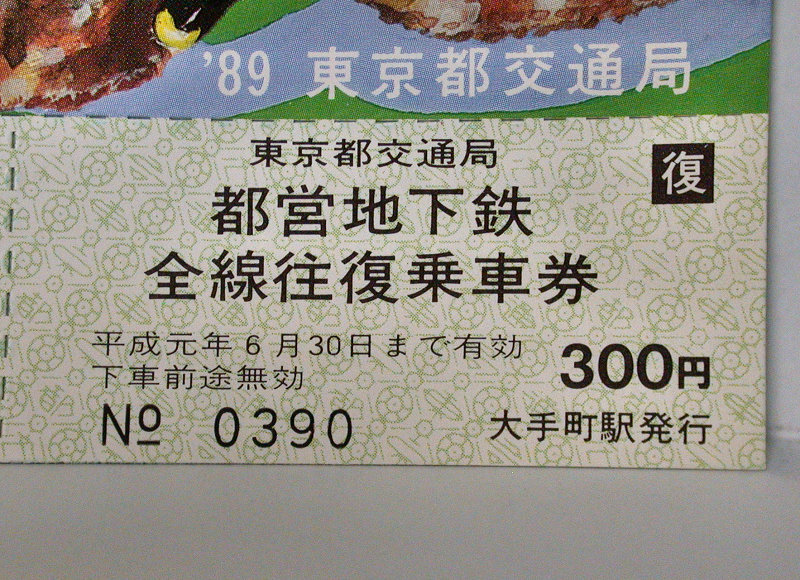 '89 東京都交通局
東京都交通局
復
都営地下鉄
全線往復乗車券
平成元年6月30日まで有効
下車前途無効
300円
№ 0390
大手町駅発行